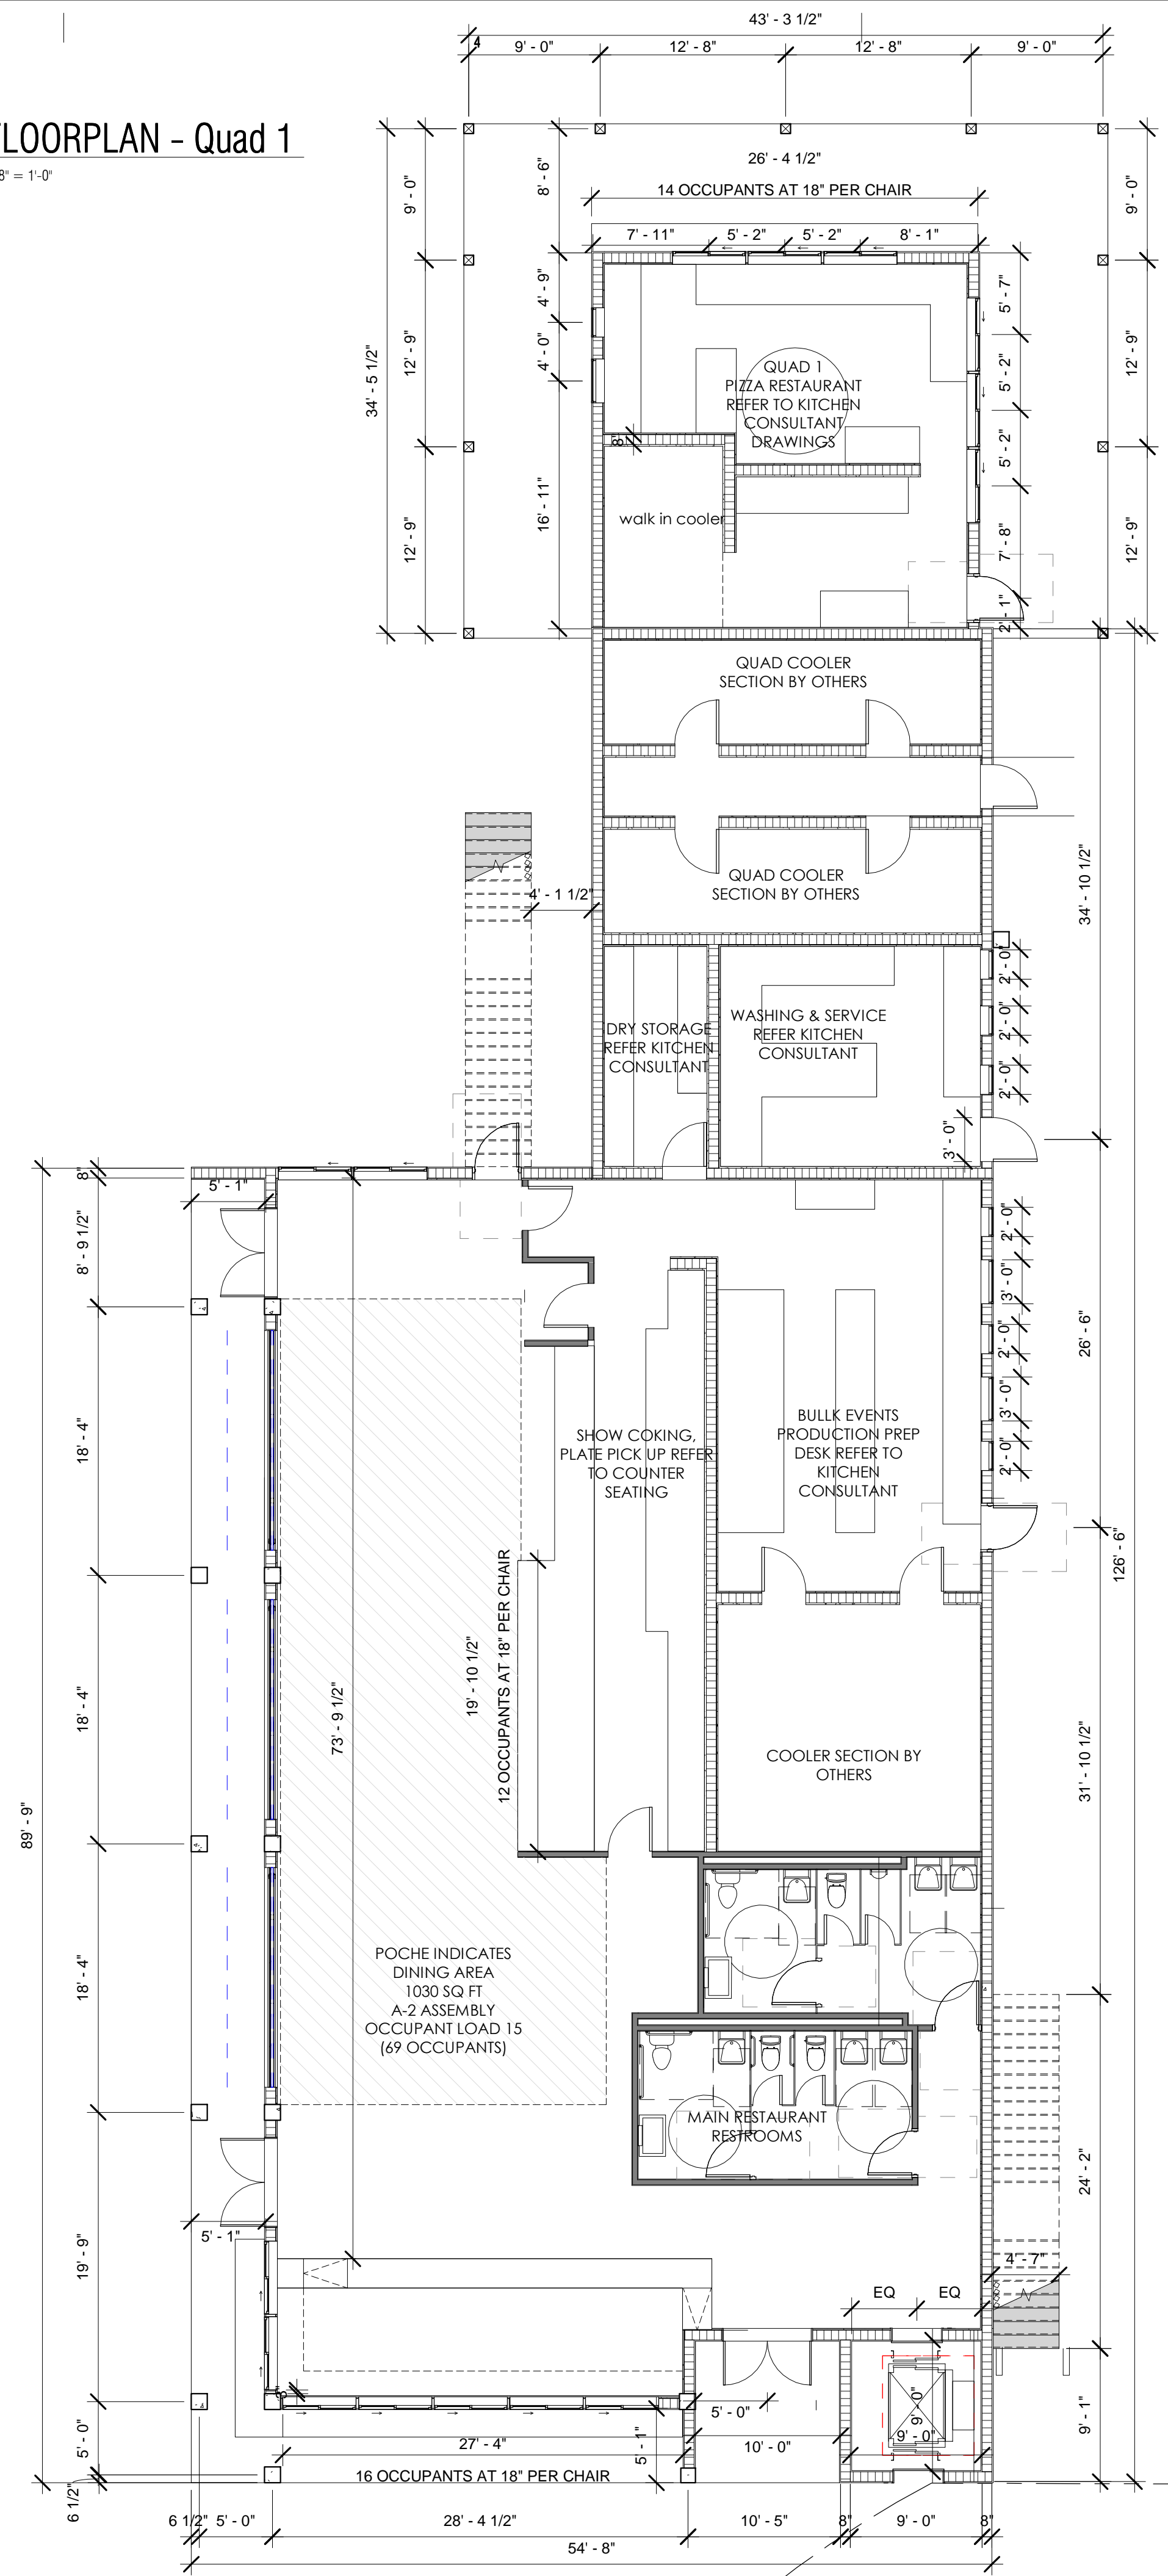 43' - 3 1/2"
9' - 0"
12' - 8"
12' - 8"
9' - 0"
FLOORPLAN - Quad 1
8" = 1'-0"
26' - 4 1/2"
14 OCCUPANTS AT 18" PER CHAIR
7' - 11"
5' - 2"
5' - 2"
8' - 1"
8' - 6"
9' - 0"
9' - 0"
4' - 9"
4' - 0"
5' - 7"
34' - 5 1/2"
12' - 9"
12' - 9"
5' - 2"
QUAD 1
PIZZA RESTAURANT
REFER TO KITCHEN
CONSULTANT
DRAWINGS
8"
5' - 2"
16' - 11"
walk in cooler
12' - 9"
12' - 9"
7' - 8"
2' - 1"
QUAD COOLER
SECTION BY OTHERS
QUAD COOLER
SECTION BY OTHERS
4' - 1 1/2"
34' - 10 1/2"
2' - 0"
2' - 0"
2' - 0"
DRY STORAGE
REFER KITCHEN
CONSULTANT
WASHING & SERVICE
REFER KITCHEN
CONSULTANT
3' - 0"
8"
5' - 1"
8' - 9 1/2"
2' - 0"
3' - 0"
2' - 0"
3' - 0"
2' - 0"
26' - 6"
18' - 4"
SHOW COKING,
PLATE PICK UP REFER
TO COUNTER
SEATING
BULLK EVENTS
PRODUCTION PREP
DESK REFER TO
KITCHEN
CONSULTANT
126' - 6"
12 OCCUPANTS AT 18" PER CHAIR
19' - 10 1/2"
73' - 9 1/2"
18' - 4"
89' - 9"
COOLER SECTION BY
OTHERS
31' - 10 1/2"
18' - 4"
POCHE INDICATES
DINING AREA
1030 SQ FT
A-2 ASSEMBLY
OCCUPANT LOAD 15
(69 OCCUPANTS)
MAIN RESTAURANT
RESTROOMS
24' - 2"
5' - 1"
19' - 9"
4' - 7"
EQ
EQ
9' - 0"
9' - 0"
9' - 1"
5' - 0"
10' - 0"
27' - 4"
5' - 1"
5' - 0"
16 OCCUPANTS AT 18" PER CHAIR
6 1/2"
6 1/2"
5' - 0"
28' - 4 1/2"
10' - 5"
8"
9' - 0"
8"
54' - 8"